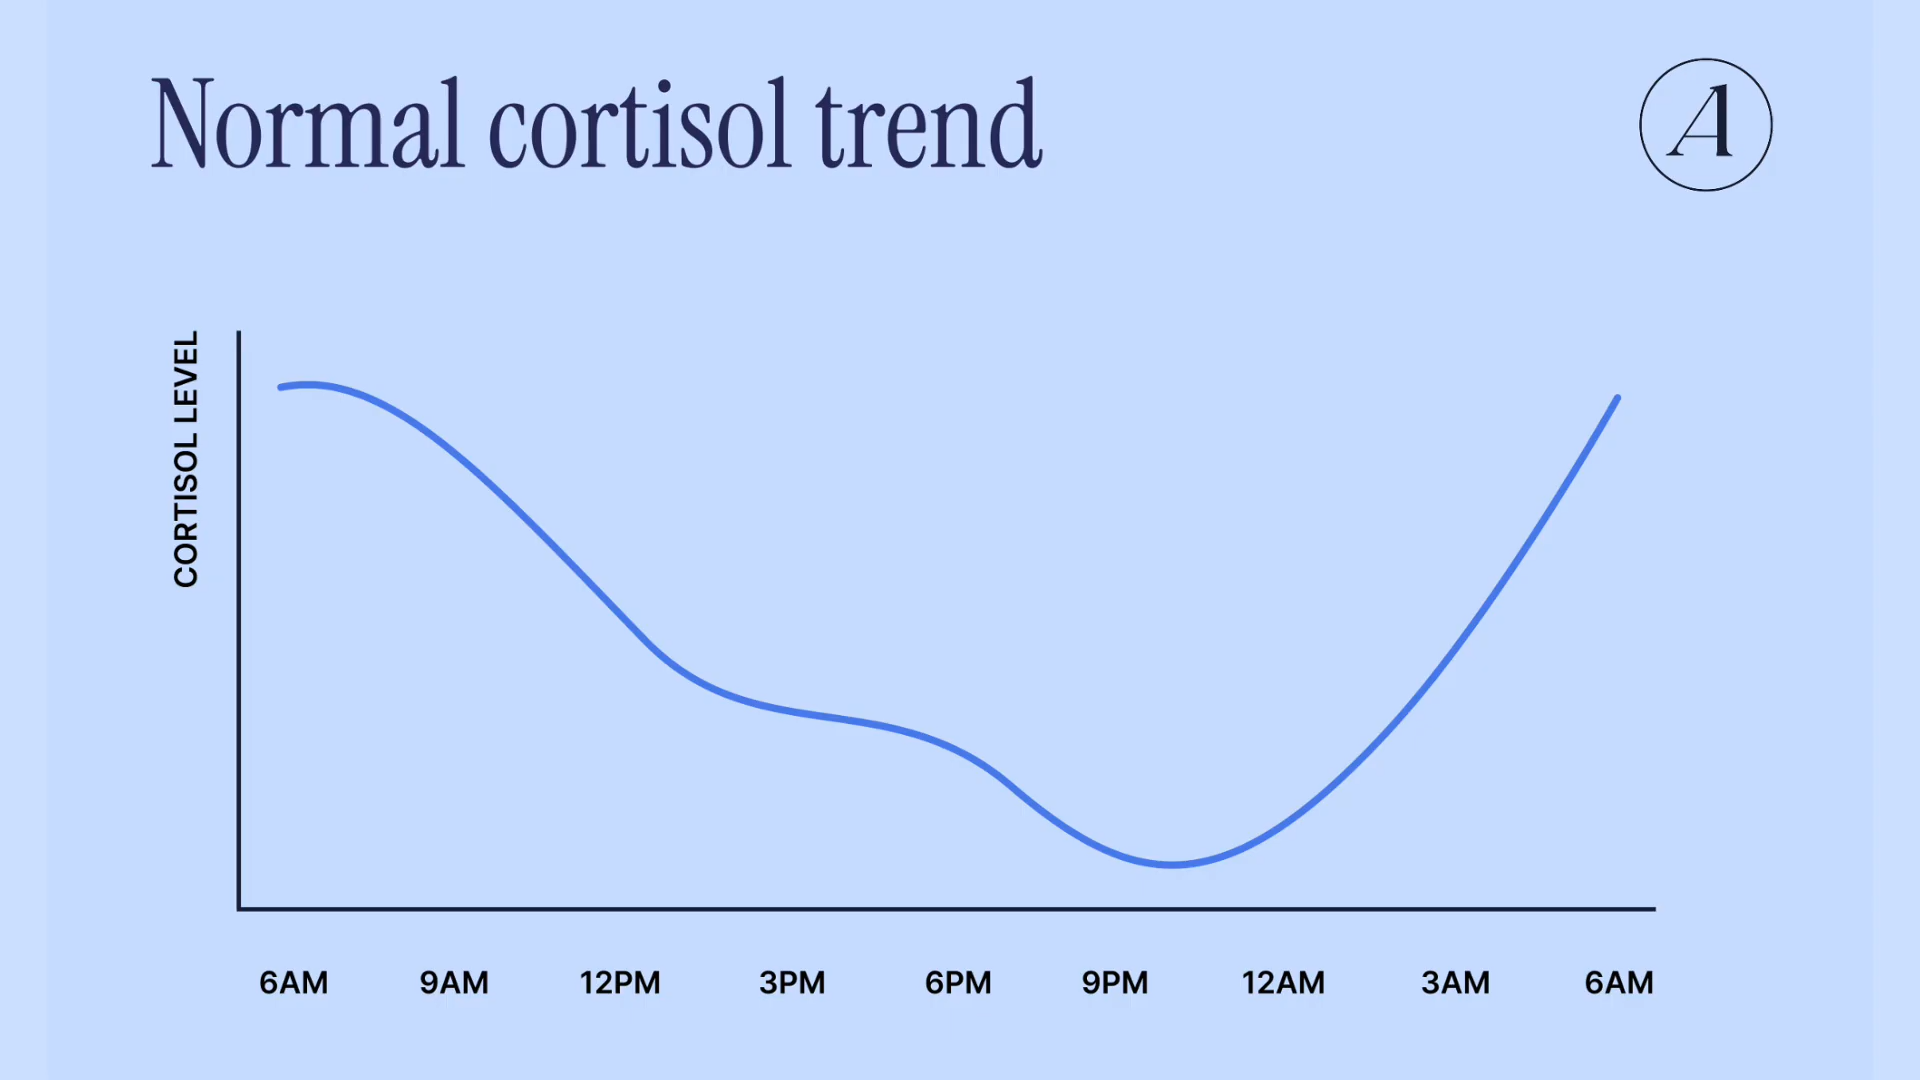 Normal cortisol trend
A
CORTISOL LEVEL
6AM 9AM 12PM 3PM 6PM 9PM 12AM 3AM 6AM